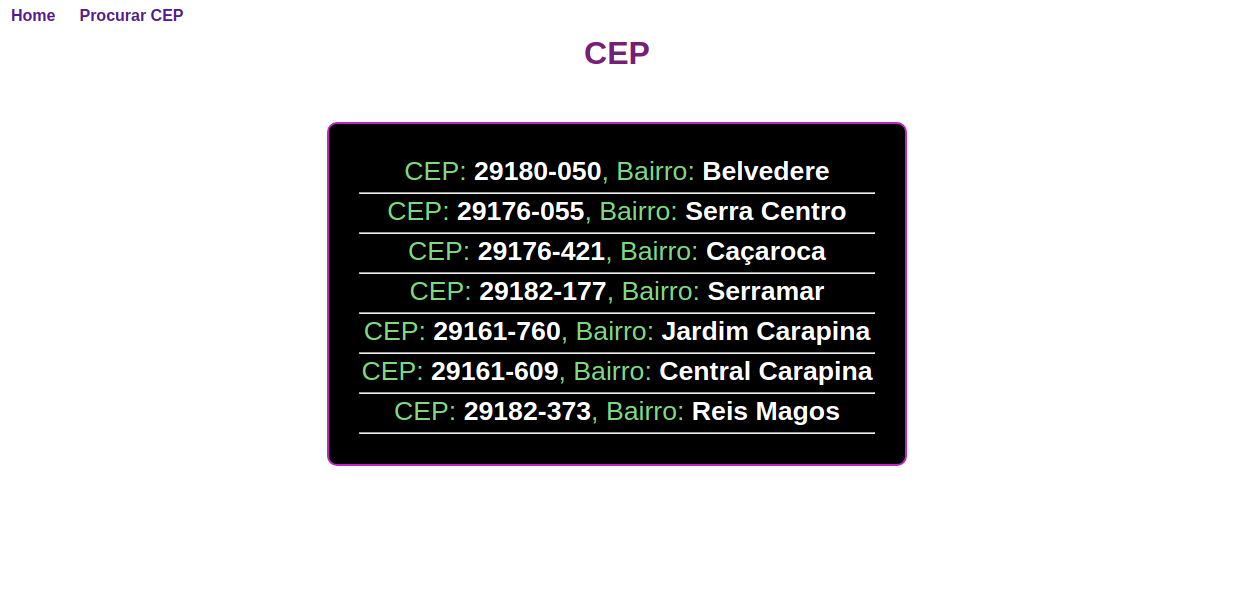 Home Procurar CEP
CEP
CEP: 29180-050, Bairro: Belvedere
CEP: 29176-055, Bairro: Serra Centro
CEP: 29176-421, Bairro: Caçaroca
CEP: 29182-177, Bairro: Serramar
CEP: 29161-760, Bairro: Jardim Carapina
CEP: 29161-609, Bairro: Central Carapina
CEP: 29182-373, Bairro: Reis Magos